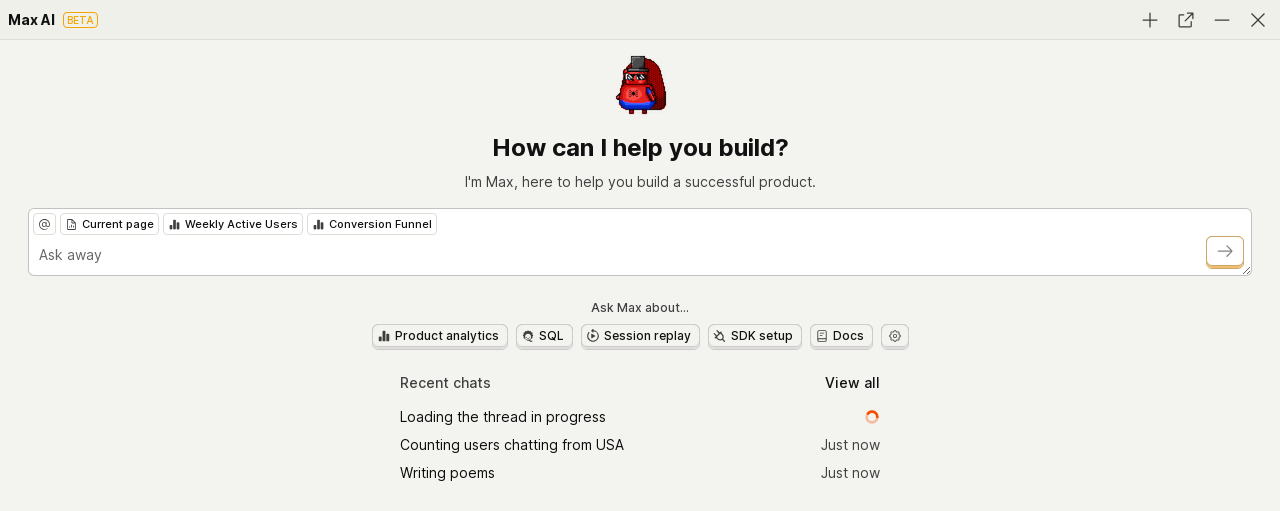 Max AI BETA
How can I help you build?
I'm Max, here to help you build a successful product.
@ Current page Weekly Active Users Conversion Funnel
Ask away
Ask Max about...
Product analytics SQL Session replay SDK setup Docs
Recent chats View all
Loading the thread in progress
Counting users chatting from USA Just now
Writing poems Just now